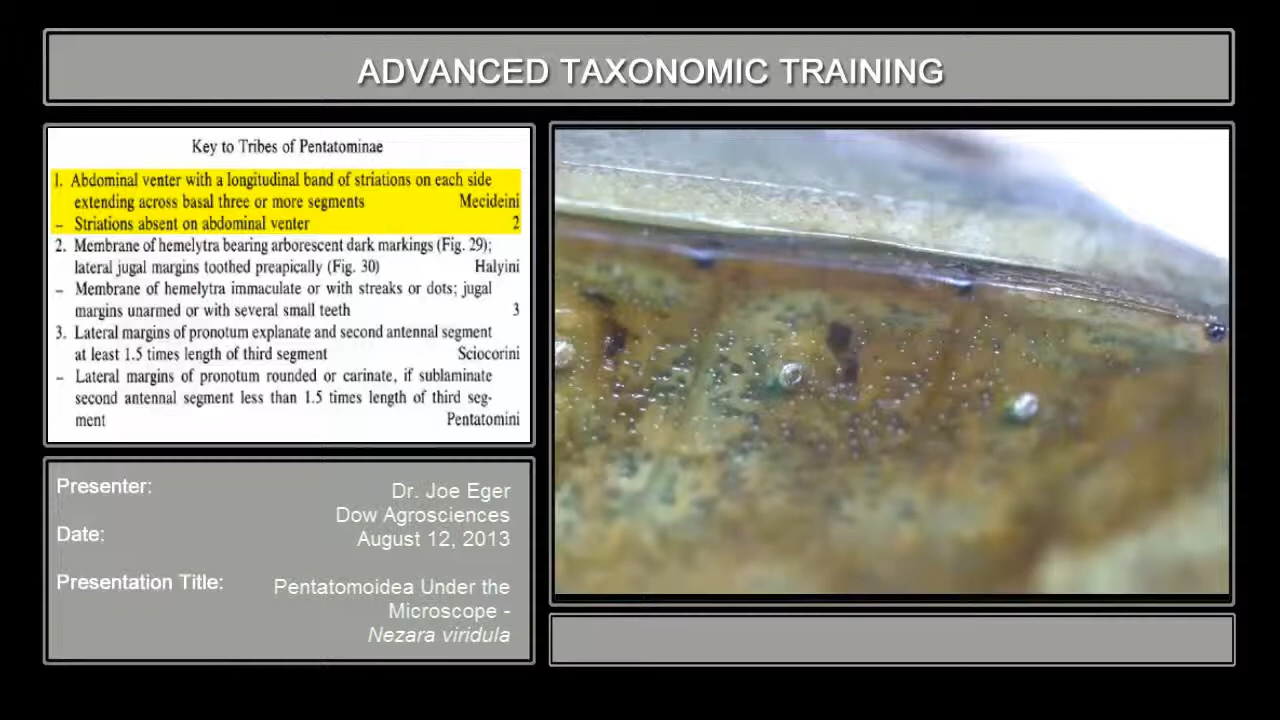 ADVANCED TAXONOMIC TRAINING
Key to Tribes of Pentatominae
1. Abdominal venter with a longitudinal band of striations on each side
extending across basal three or more segments Mecideini
– Striations absent on abdominal venter 2
2. Membrane of hemelytra bearing arborescent dark markings (Fig. 29);
lateral jugal margins toothed preapically (Fig. 30) Halyini
– Membrane of hemelytra immaculate or with streaks or dots; jugal
margins unarmed or with several small teeth 3
3. Lateral margins of pronotum explanate and second antennal segment
at least 1.5 times length of third segment Sciocorini
– Lateral margins of pronotum rounded or carinate, if sublaminate
second antennal segment less than 1.5 times length of third seg-
ment Pentatomini
Presenter: Dr. Joe Eger
Dow Agrosciences
Date: August 12, 2013
Presentation Title: Pentatomoidea Under the
Microscope -
Nezara viridula